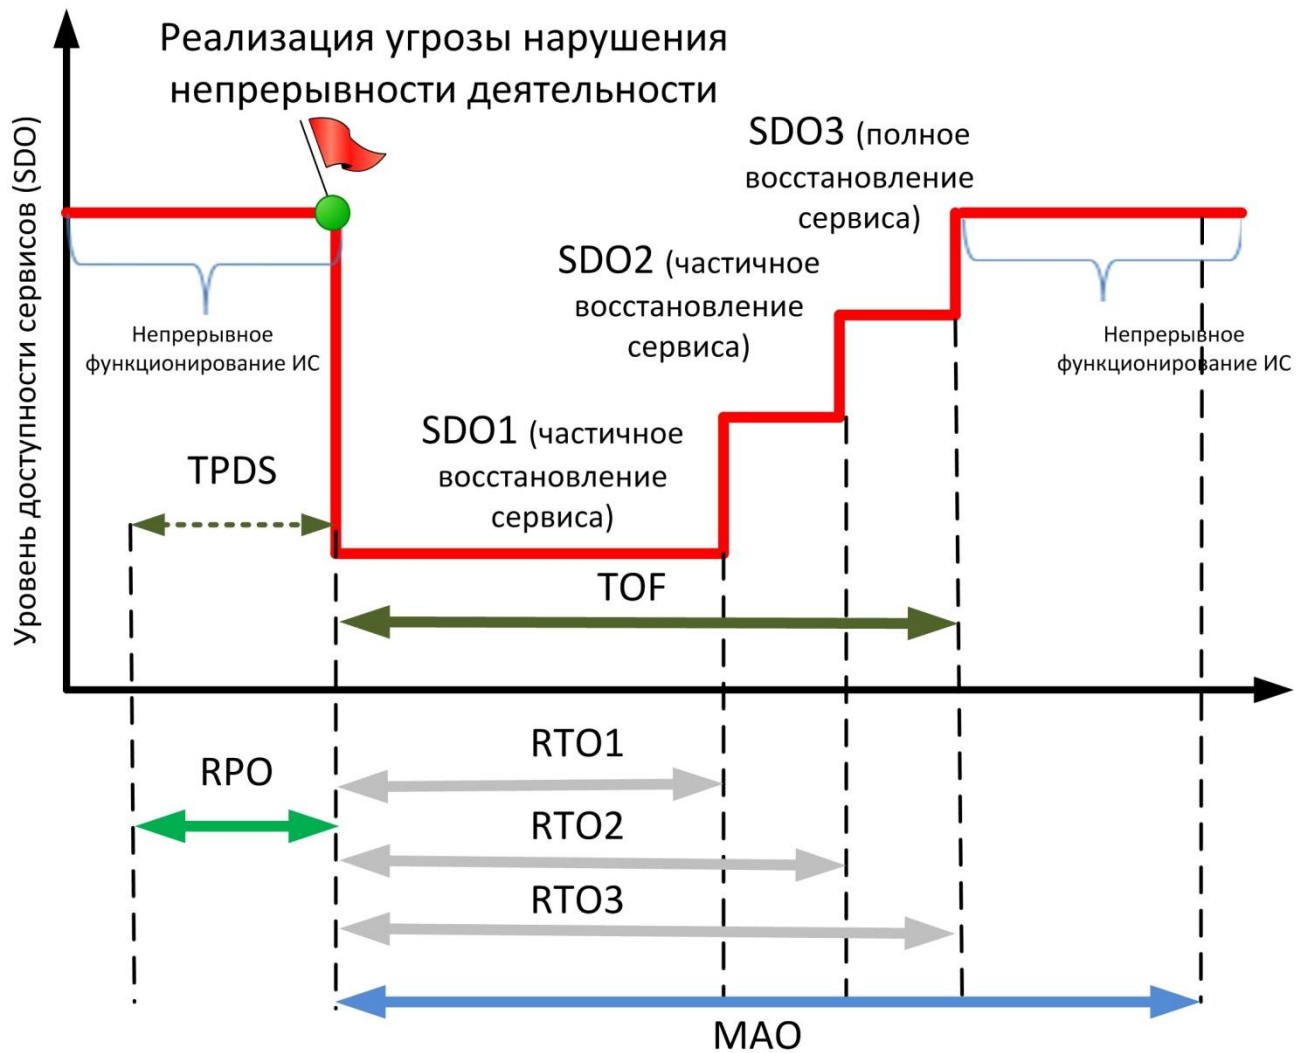 Реализация угрозы нарушения
непрерывности деятельности
Уровень доступности сервисов (SDO)
SDO3 (полное
восстановление
сервиса)
SDO2 (частичное
восстановление
сервиса)
Непрерывное
функционирование ИС
Непрерывное
функционирование ИС
SDO1 (частичное
восстановление
сервиса)
TPDS
TOF
RTO1
RPO
RTO2
RTO3
MAO